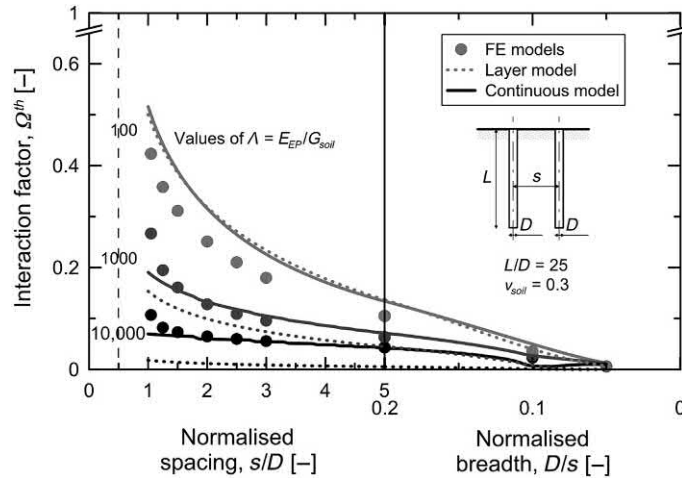 1
0.6
0.4
0.2
0
Interaction factor, Ω^th [–]
100
1000
10,000
Values of Λ = E_EP/G_soil
FE models
Layer model
Continuous model
L
s
D
D
L/D = 25
ν_soil = 0.3
0 1 2 3 4 5
0.2 0.1 0
Normalised
spacing, s/D [–]
Normalised
breadth, D/s [–]